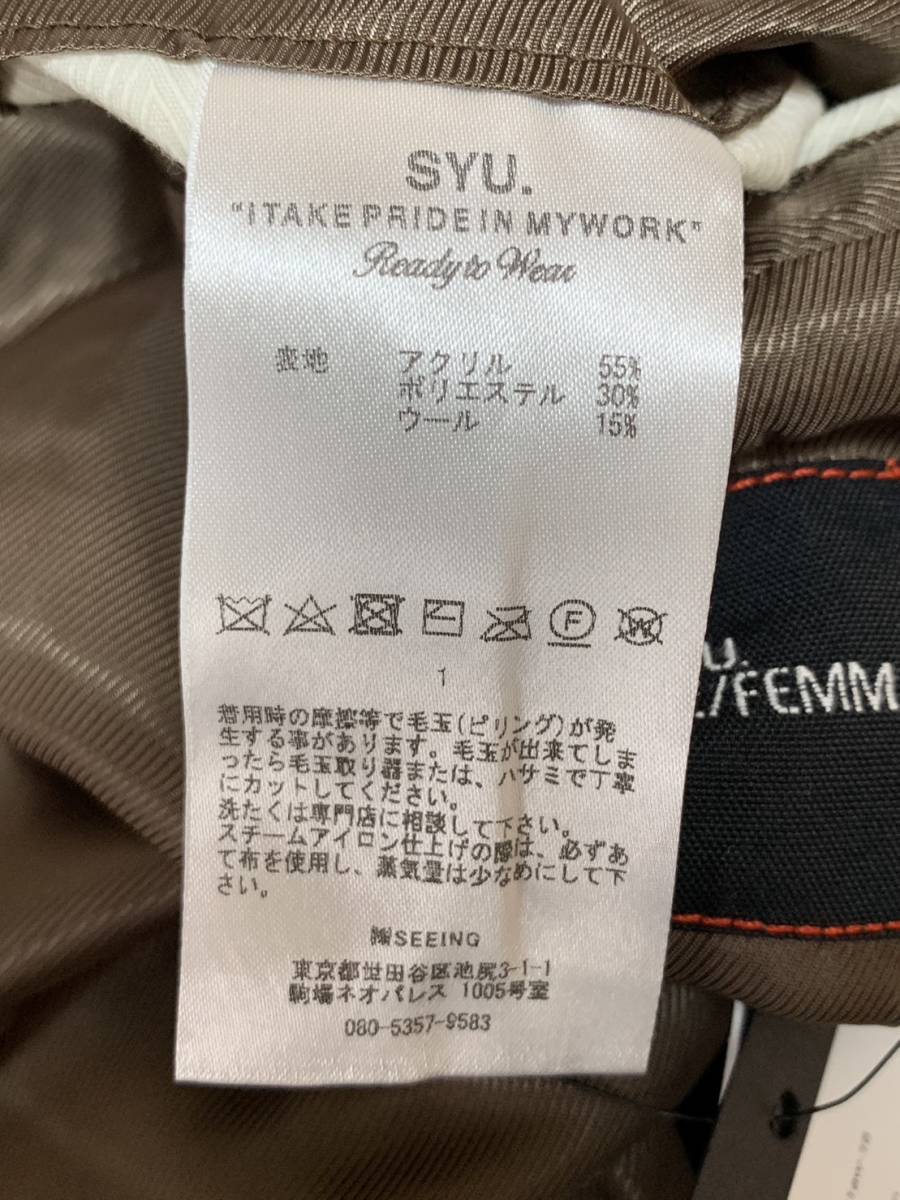 SYU.
"ITAKE PRIDE IN MYWORK"
Ready to Wear
表地 アクリル 55%
ポリエステル 30%
ウール 15%
F W
1
着用時の摩擦等で毛玉(ピリング)が発
生する事があります。毛玉が出来てしま
ったら毛玉取り器または、ハサミで丁寧
にカットしてください。
洗たくは専門店に相談して下さい。
スチームアイロン仕上げの際は、必ずあ
て布を使用し、蒸気量は少なめにして下
さい。
㈱SEEING
東京都世田谷区池尻3-1-1
駒場ネオパレス 1005号室
080-5357-9583
U.
/FEMM